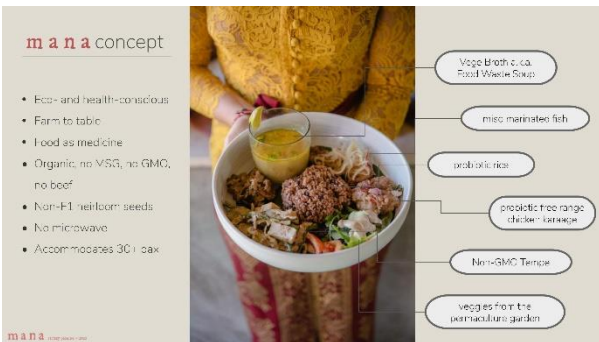 mana concept
• Eco- and health-conscious
• Farm to table
• Food as medicine
• Organic, no MSG, no GMO,
no beef
• Non-F1 heirloom seeds
• No microwave
• Accommodates 30+ pax
Vege Broth a.k.a.
Food Waste Soup
miso marinated fish
probiotic rice
probiotic free range
chicken karaage
Non-GMO Tempe
veggies from the
permaculture garden
mana